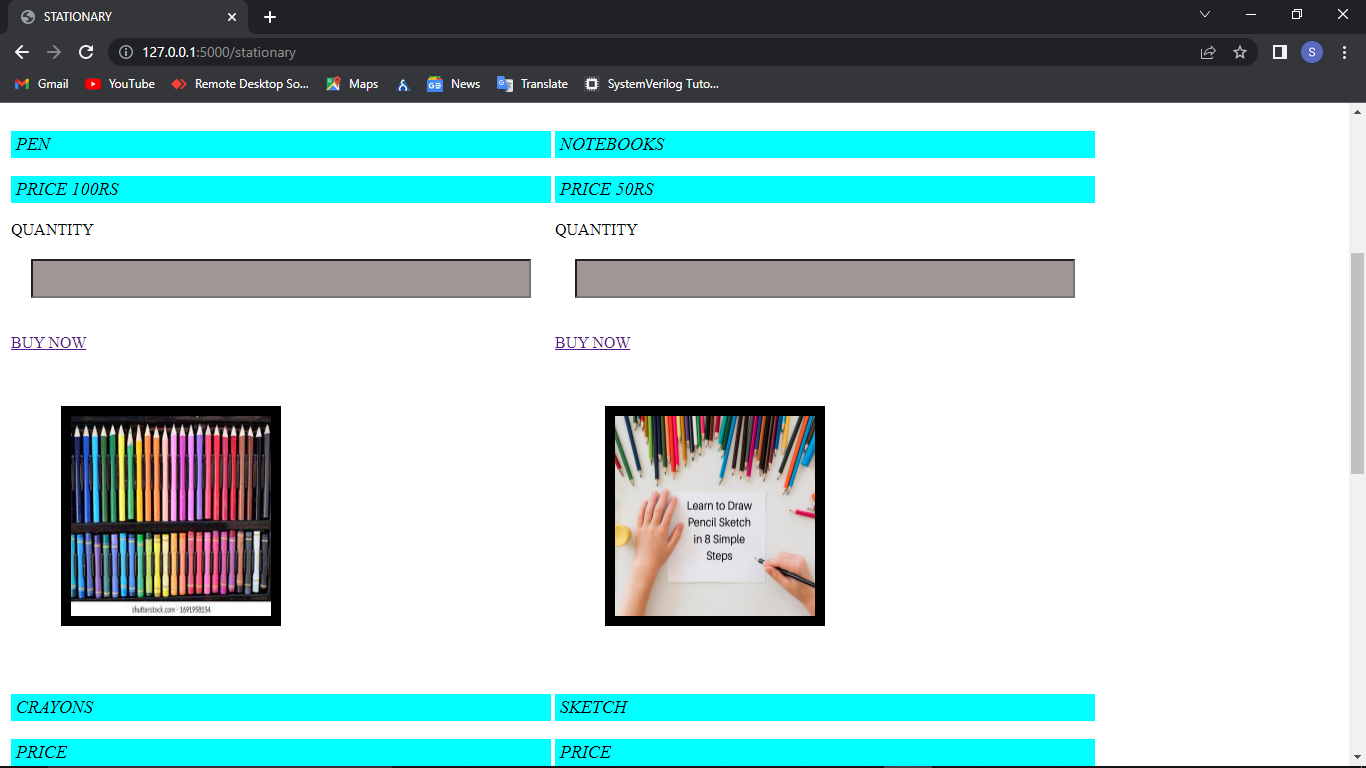 STATIONARY
127.0.0.1:5000/stationary
S
Gmail YouTube Remote Desktop So... Maps News Translate SystemVerilog Tuto...
PEN NOTEBOOKS
PRICE 100RS PRICE 50RS
QUANTITY QUANTITY
BUY NOW BUY NOW
Learn to Draw
Pencil Sketch
in 8 Simple
Steps
shutterstock.com · 1691958154
CRAYONS SKETCH
PRICE PRICE